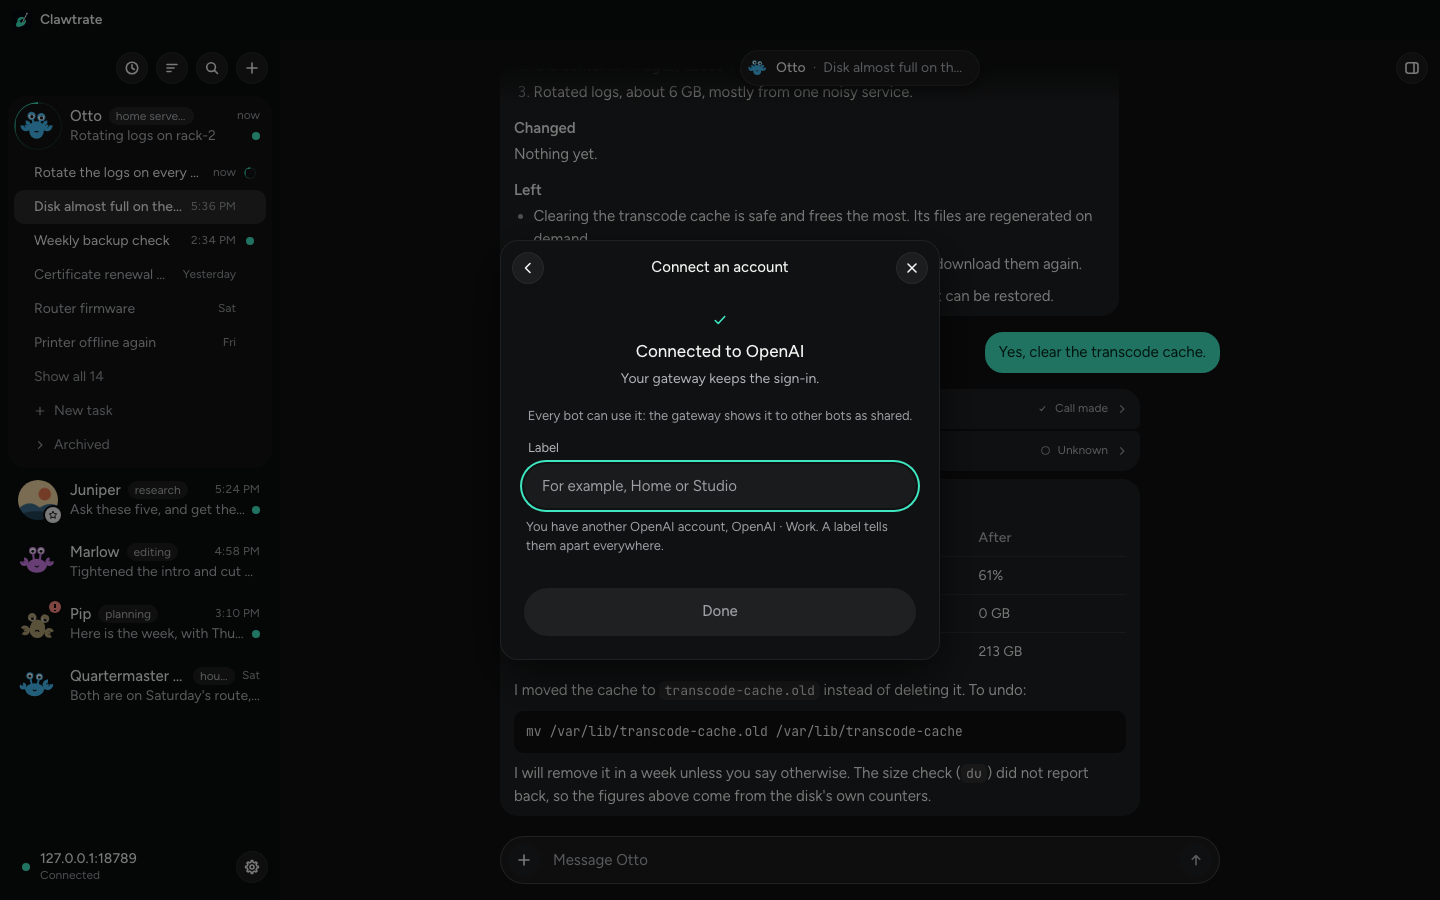 Clawtrate
Otto · Disk almost full on th...
Otto home serve... now
Rotating logs on rack-2
Rotate the logs on every ... now
Disk almost full on the... 5:36 PM
Weekly backup check 2:34 PM
Certificate renewal ... Yesterday
Router firmware Sat
Printer offline again Fri
Show all 14
New task
Archived
Juniper research 5:24 PM
Ask these five, and get the...
Marlow editing 4:58 PM
Tightened the intro and cut ...
Pip planning 3:10 PM
Here is the week, with Thu...
Quartermaster ... hou... Sat
Both are on Saturday's route,...
127.0.0.1:18789
Connected
3. Rotated logs, about 6 GB, mostly from one noisy service.
Changed
Nothing yet.
Left
Clearing the transcode cache is safe and frees the most. Its files are regenerated on
demand
download them again.
can be restored.
Yes, clear the transcode cache.
Call made
Unknown
Connect an account
Connected to OpenAI
Your gateway keeps the sign-in.
Every bot can use it: the gateway shows it to other bots as shared.
Label
For example, Home or Studio
You have another OpenAI account, OpenAI · Work. A label tells
them apart everywhere.
Done
After
61%
0 GB
213 GB
I moved the cache to transcode-cache.old instead of deleting it. To undo:
mv /var/lib/transcode-cache.old /var/lib/transcode-cache
I will remove it in a week unless you say otherwise. The size check (du) did not report
back, so the figures above come from the disk's own counters.
Message Otto